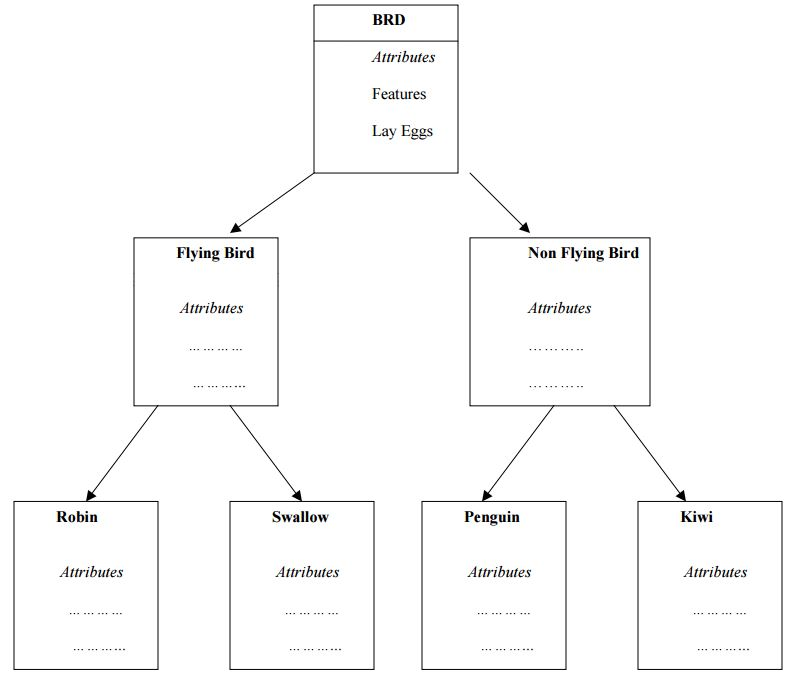 BRD
Attributes
Features
Lay Eggs
Flying Bird
Attributes
…………
…………
Non Flying Bird
Attributes
………..
………..
Robin
Attributes
…………
…………
Swallow
Attributes
…………
…………
Penguin
Attributes
…………
…………
Kiwi
Attributes
…………
…………